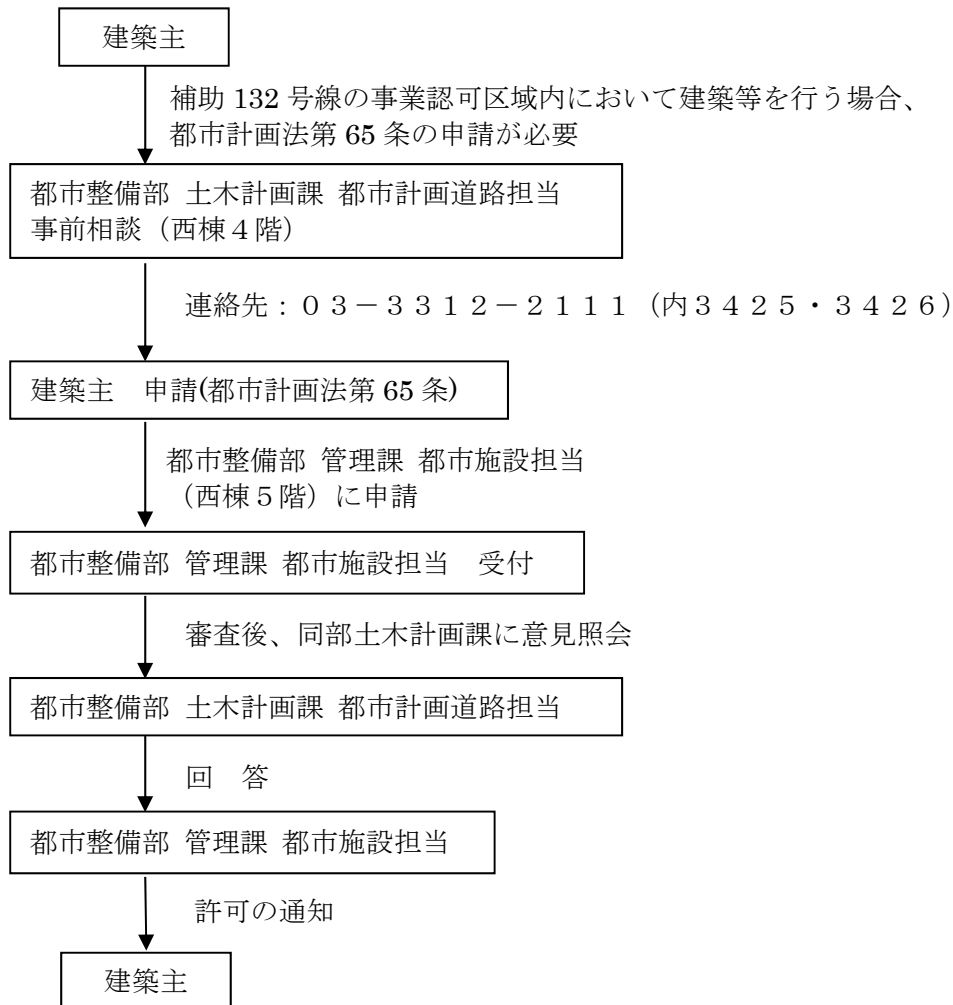 建築主
補助 132 号線の事業認可区域内において建築等を行う場合、
都市計画法第 65 条の申請が必要
都市整備部 土木計画課 都市計画道路担当
事前相談（西棟４階）
連絡先：０３－３３１２－２１１１（内３４２５・３４２６）
建築主　申請(都市計画法第 65 条)
都市整備部 管理課 都市施設担当
（西棟５階）に申請
都市整備部 管理課 都市施設担当　受付
審査後、同部土木計画課に意見照会
都市整備部 土木計画課 都市計画道路担当
回　答
都市整備部 管理課 都市施設担当
許可の通知
建築主